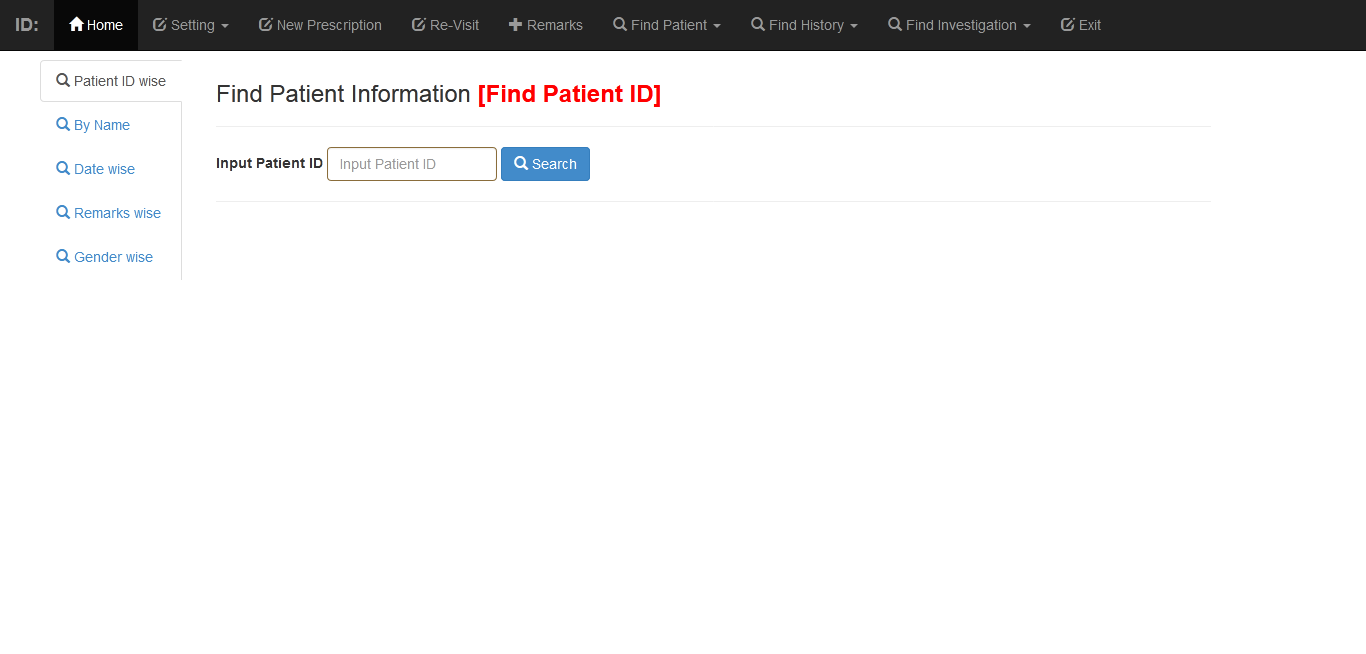 ID: Home Setting New Prescription Re-Visit Remarks Find Patient Find History Find Investigation Exit
Patient ID wise
By Name
Date wise
Remarks wise
Gender wise
Find Patient Information [Find Patient ID]
Input Patient ID Input Patient ID Search